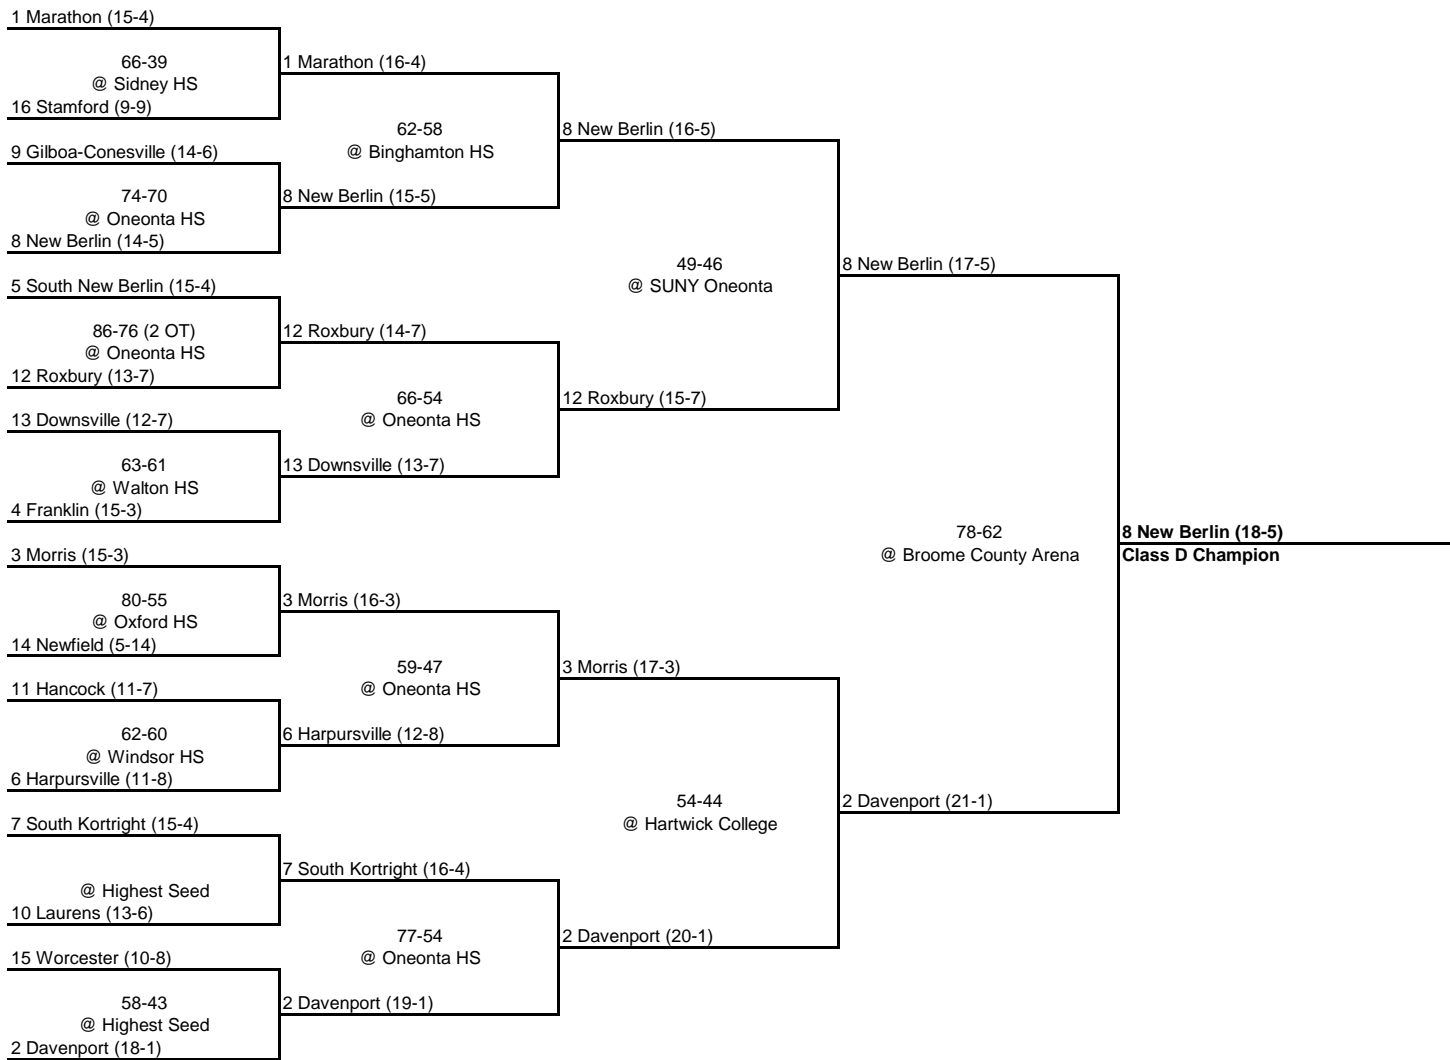 1 Marathon (15-4)
66-39
@ Sidney HS
16 Stamford (9-9)
9 Gilboa-Conesville (14-6)
74-70
@ Oneonta HS
8 New Berlin (14-5)
5 South New Berlin (15-4)
86-76 (2 OT)
@ Oneonta HS
12 Roxbury (13-7)
13 Downsville (12-7)
63-61
@ Walton HS
4 Franklin (15-3)
3 Morris (15-3)
80-55
@ Oxford HS
14 Newfield (5-14)
11 Hancock (11-7)
62-60
@ Windsor HS
6 Harpursville (11-8)
7 South Kortright (15-4)
@ Highest Seed
10 Laurens (13-6)
15 Worcester (10-8)
58-43
@ Highest Seed
2 Davenport (18-1)
1 Marathon (16-4)
62-58
@ Binghamton HS
8 New Berlin (15-5)
12 Roxbury (14-7)
66-54
@ Oneonta HS
13 Downsville (13-7)
3 Morris (16-3)
59-47
@ Oneonta HS
6 Harpursville (12-8)
7 South Kortright (16-4)
77-54
@ Oneonta HS
2 Davenport (19-1)
8 New Berlin (16-5)
49-46
@ SUNY Oneonta
12 Roxbury (15-7)
3 Morris (17-3)
54-44
@ Hartwick College
2 Davenport (20-1)
8 New Berlin (17-5)
78-62
@ Broome County Arena
2 Davenport (21-1)
8 New Berlin (18-5)
Class D Champion